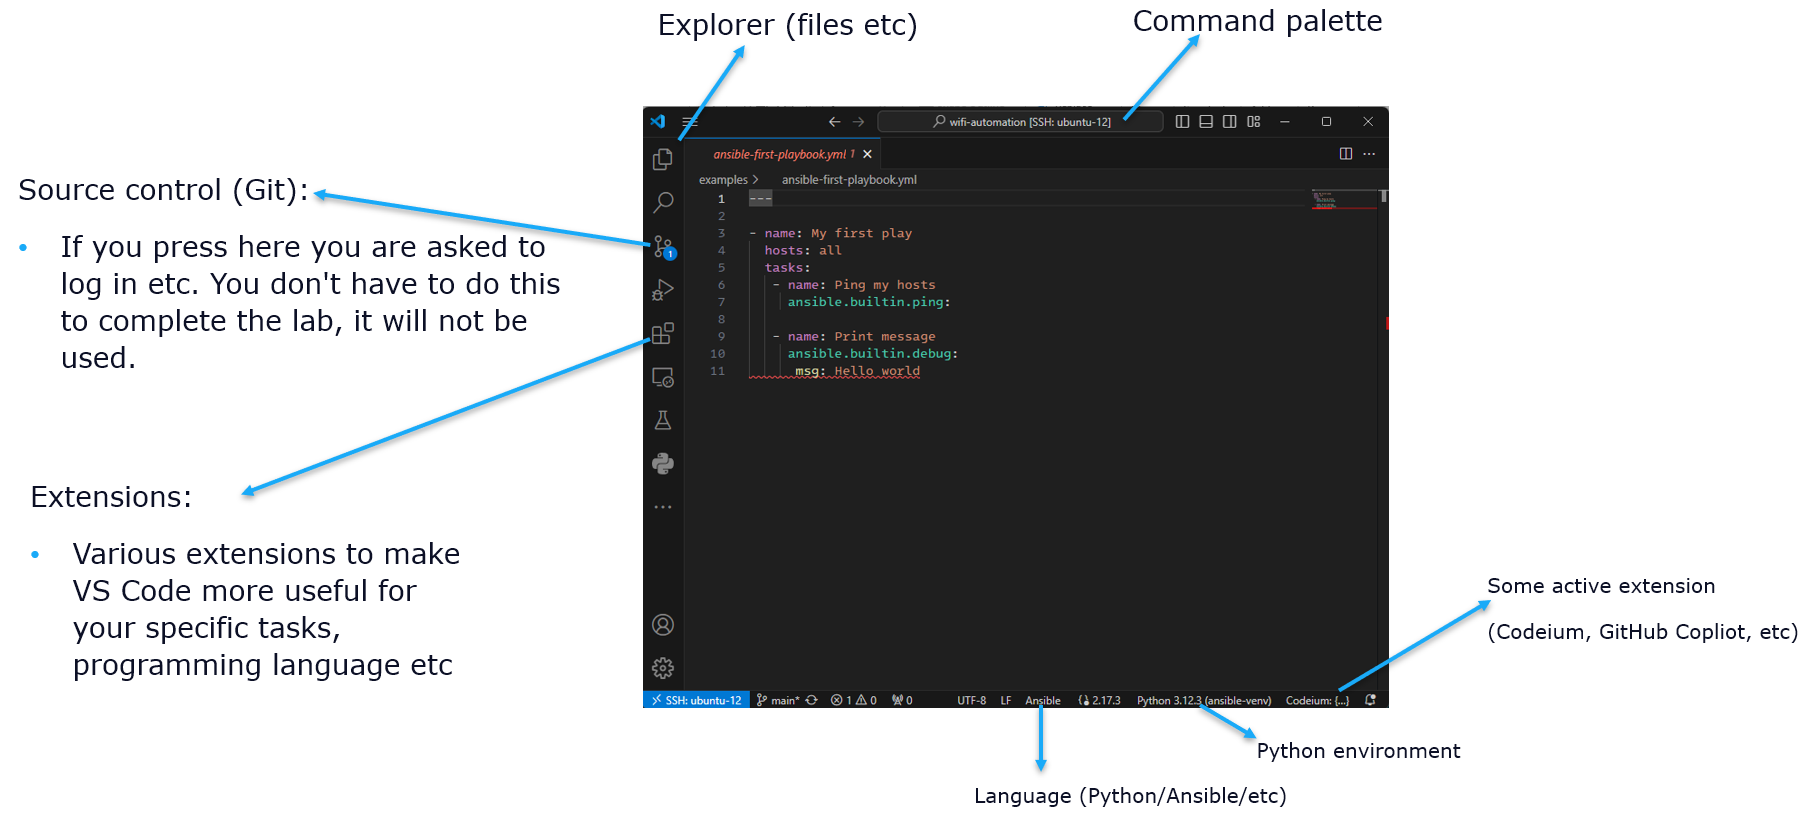 Explorer (files etc)
Command palette
Source control (Git):
• If you press here you are asked to
log in etc. You don't have to do this
to complete the lab, it will not be
used.
Extensions:
• Various extensions to make
VS Code more useful for
your specific tasks,
programming language etc
wifi-automation [SSH: ubuntu-12]
ansible-first-playbook.yml 1
examples > ansible-first-playbook.yml
1 ---
2
3 - name: My first play
4 hosts: all
5 tasks:
6 - name: Ping my hosts
7 ansible.builtin.ping:
8
9 - name: Print message
10 ansible.builtin.debug:
11 msg: Hello world
1
SSH: ubuntu-12 main* 1 0 0 UTF-8 LF Ansible 2.17.3 Python 3.12.3 (ansible-venv) Codeium: {...}
Some active extension
(Codeium, GitHub Copliot, etc)
Python environment
Language (Python/Ansible/etc)